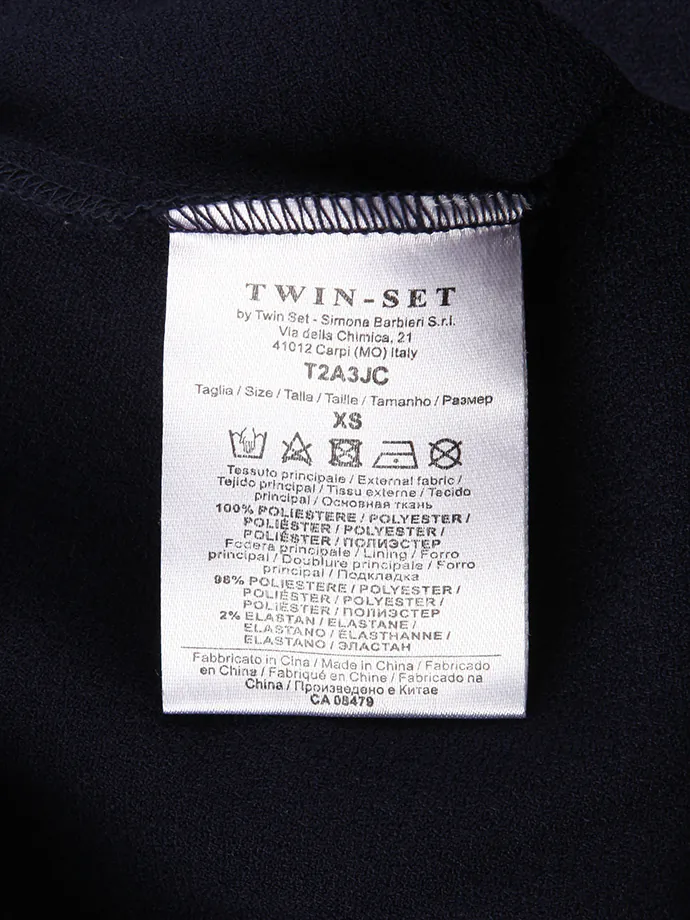 TWIN-SET
by Twin Set - Simona Barbieri S.r.l.
Via della Chimica, 21
41012 Carpi (MO) Italy
T2A3JC
Taglia / Size / Talla / Taille / Tamanho / Размер
XS
Tessuto principale / External fabric /
Tejido principal / Tissu externe / Tecido
principal / Основная ткань
100% POLIESTERE / POLYESTER /
POLIÉSTER / POLYESTER /
POLIÉSTER / ПОЛИЭСТЕР
Fodera principale / Lining / Forro
principal / Doublure principale / Forro
principal / Подкладка
98% POLIESTERE / POLYESTER /
POLIÉSTER / POLYESTER /
POLIÉSTER / ПОЛИЭСТЕР
2% ELASTAN / ELASTANE /
ELASTANO / ÉLASTHANNE /
ELASTANO / ЭЛАСТАН
Fabbricato in Cina / Made in China / Fabricado
en China / Fabriqué en Chine / Fabricado na
China / Произведено в Китае
CA 08479